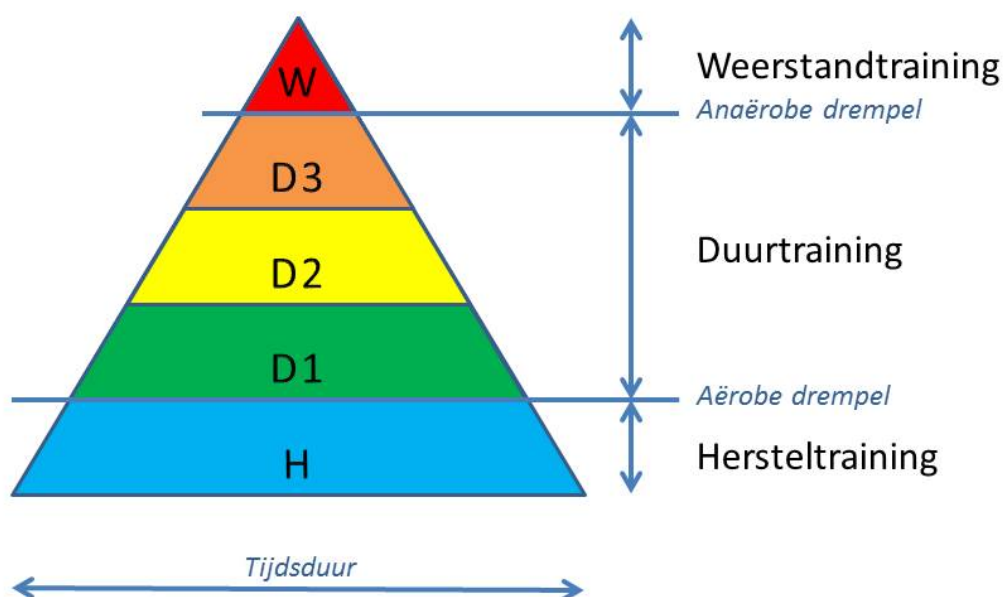 W
Weerstandtraining
Anaërobe drempel
D3
D2
Duurtraining
D1
Aërobe drempel
H
Hersteltraining
Tijdsduur